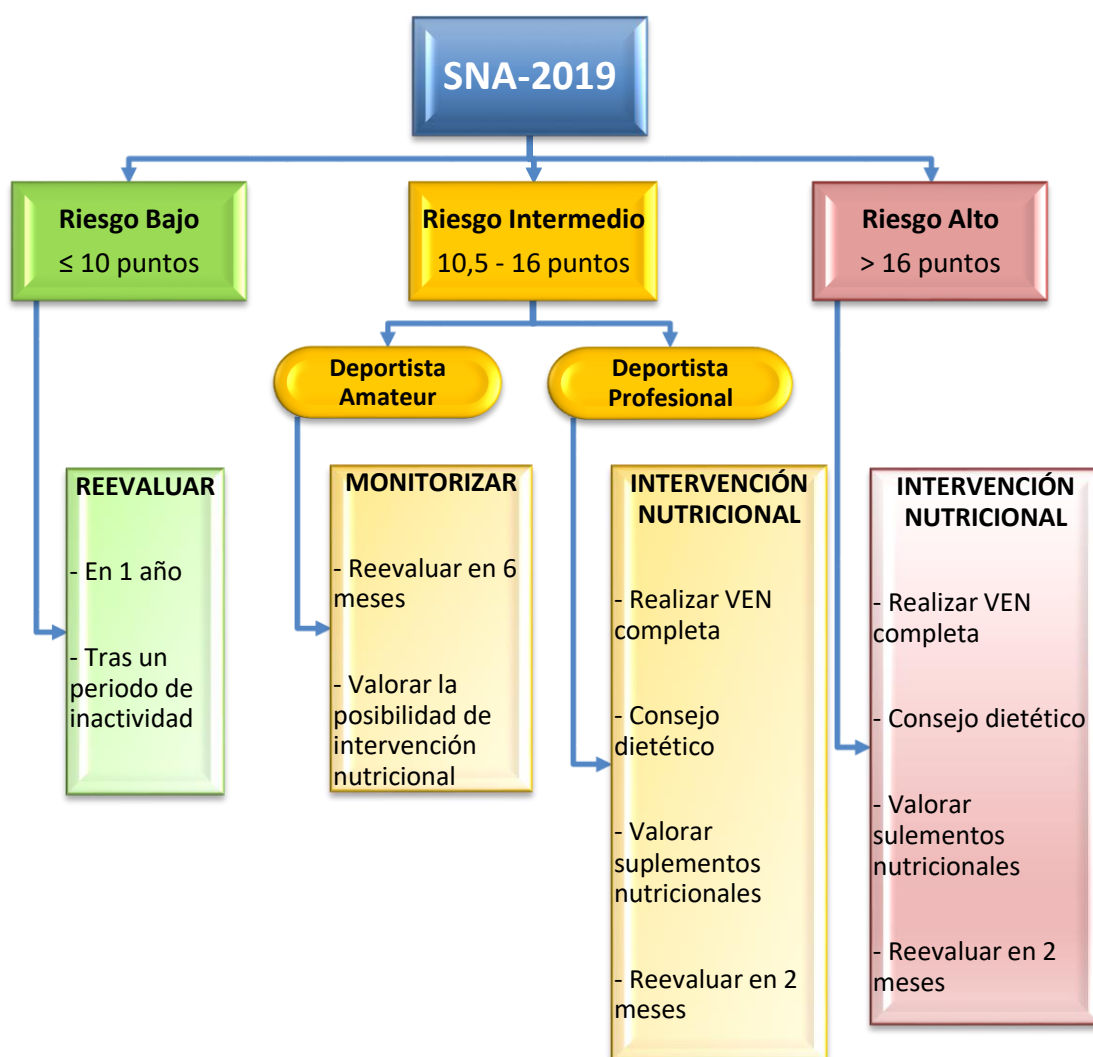 SNA-2019
Riesgo Bajo
≤ 10 puntos
Riesgo Intermedio
10,5 - 16 puntos
Riesgo Alto
> 16 puntos
Deportista
Amateur
Deportista
Profesional
REEVALUAR
- En 1 año
- Tras un
periodo de
inactividad
MONITORIZAR
- Reevaluar en 6
meses
- Valorar la
posibilidad de
intervención
nutricional
INTERVENCIÓN
NUTRICIONAL
- Realizar VEN
completa
- Consejo
dietético
- Valorar
suplementos
nutricionales
- Reevaluar en 2
meses
INTERVENCIÓN
NUTRICIONAL
- Realizar VEN
completa
- Consejo dietético
- Valorar
sulementos
nutricionales
- Reevaluar en 2
meses